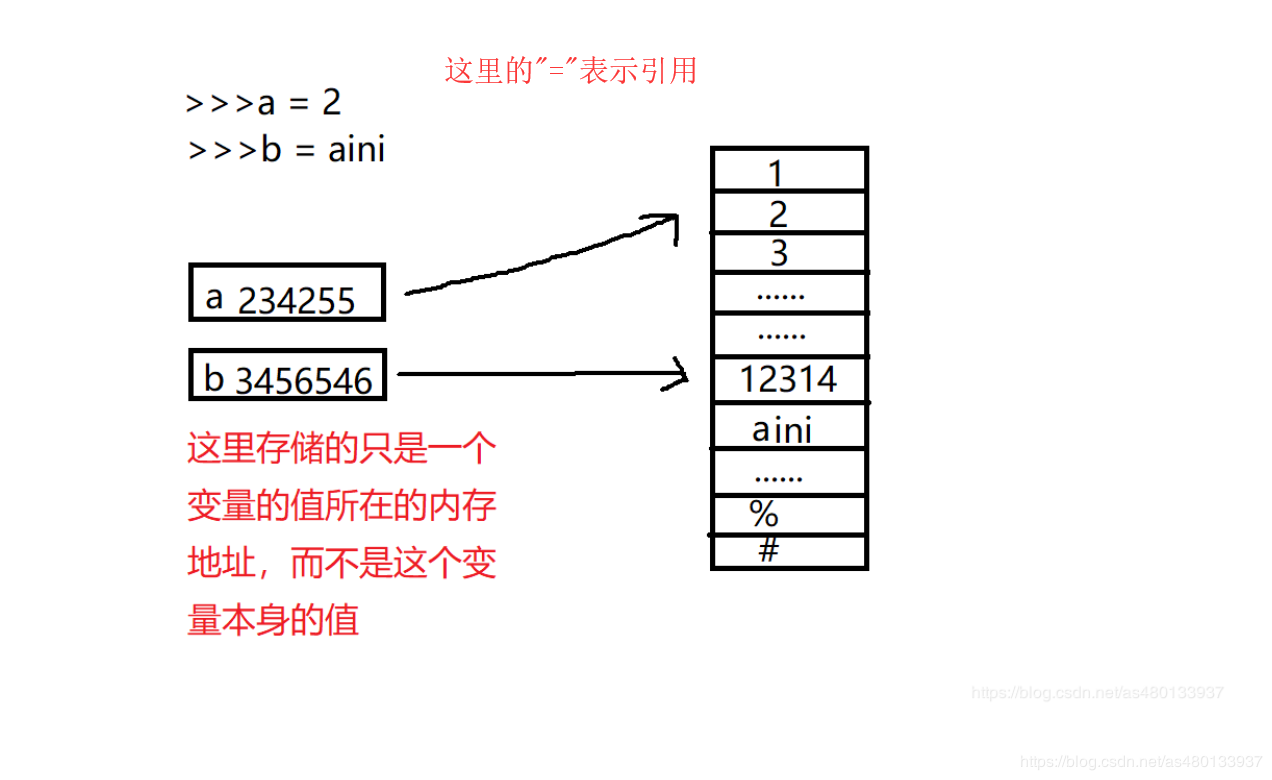 这里的"="表示引用
>>>a = 2
>>>b = aini
1
2
3
......
......
12314
aini
......
%
#
a 234255
b 3456546
这里存储的只是一个
变量的值所在的内存
地址，而不是这个变
量本身的值
https://blog.csdn.net/as480133937
https://blog.csdn.net/as480133937